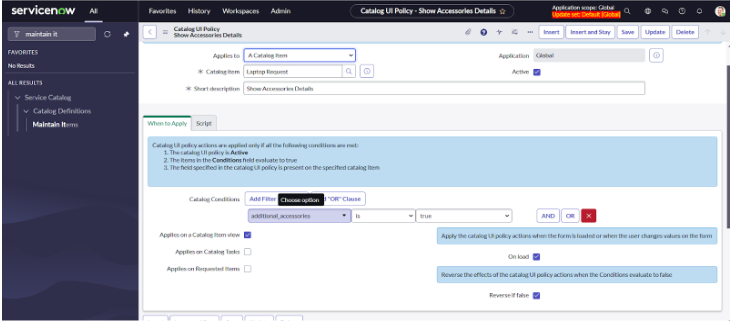 servicenow All Favorites History Workspaces Admin Catalog UI Policy - Show Accessories Details Application scope: Global
Update set: Default [Global]
maintain it
Catalog UI Policy
Show Accessories Details
Insert Insert and Stay Save Update Delete
FAVORITES
No Results
ALL RESULTS
Service Catalog
Catalog Definitions
Maintain Items
Applies to A Catalog Item Application Global
Catalog item Laptop Request Active
Short description Show Accessories Details
When to Apply Script
Catalog UI policy actions are applied only if all the following conditions are met:
1. The catalog UI policy is Active
2. The items in the Conditions field evaluate to true
3. The field specified in the catalog UI policy is present on the specified catalog item
Catalog Conditions Add Filter Choose option "OR" Clause
additional_accessories is true AND OR
Applies on a Catalog Item view Apply the catalog UI policy actions when the form is loaded or when the user changes values on the form
Applies on Catalog Tasks On load
Applies on Requested Items Reverse the effects of the catalog UI policy actions when the Conditions evaluate to false
Reverse if false